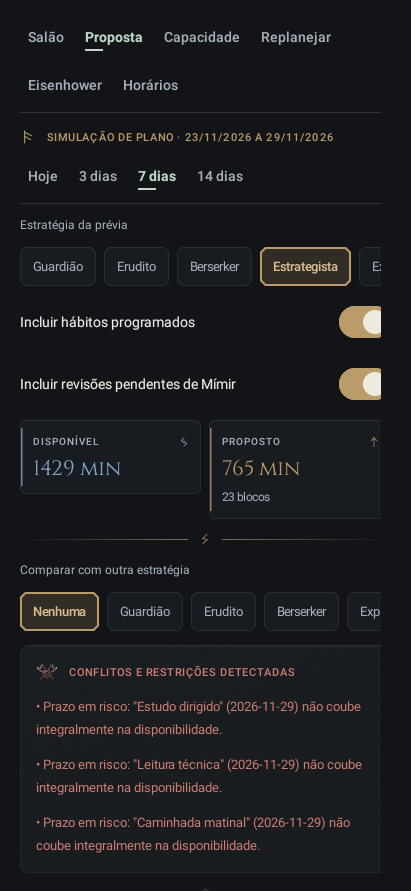 Salão Proposta Capacidade Replanejar
Eisenhower Horários
SIMULAÇÃO DE PLANO · 23/11/2026 A 29/11/2026
Hoje 3 dias 7 dias 14 dias
Estratégia da prévia
Guardião Erudito Berserker Estrategista Ex
Incluir hábitos programados
Incluir revisões pendentes de Mímir
DISPONÍVEL
1429 MIN
PROPOSTO
765 MIN
23 blocos
Comparar com outra estratégia
Nenhuma Guardião Erudito Berserker Exp
CONFLITOS E RESTRIÇÕES DETECTADAS
• Prazo em risco: "Estudo dirigido" (2026-11-29) não coube
integralmente na disponibilidade.
• Prazo em risco: "Leitura técnica" (2026-11-29) não coube
integralmente na disponibilidade.
• Prazo em risco: "Caminhada matinal" (2026-11-29) não
coube integralmente na disponibilidade.